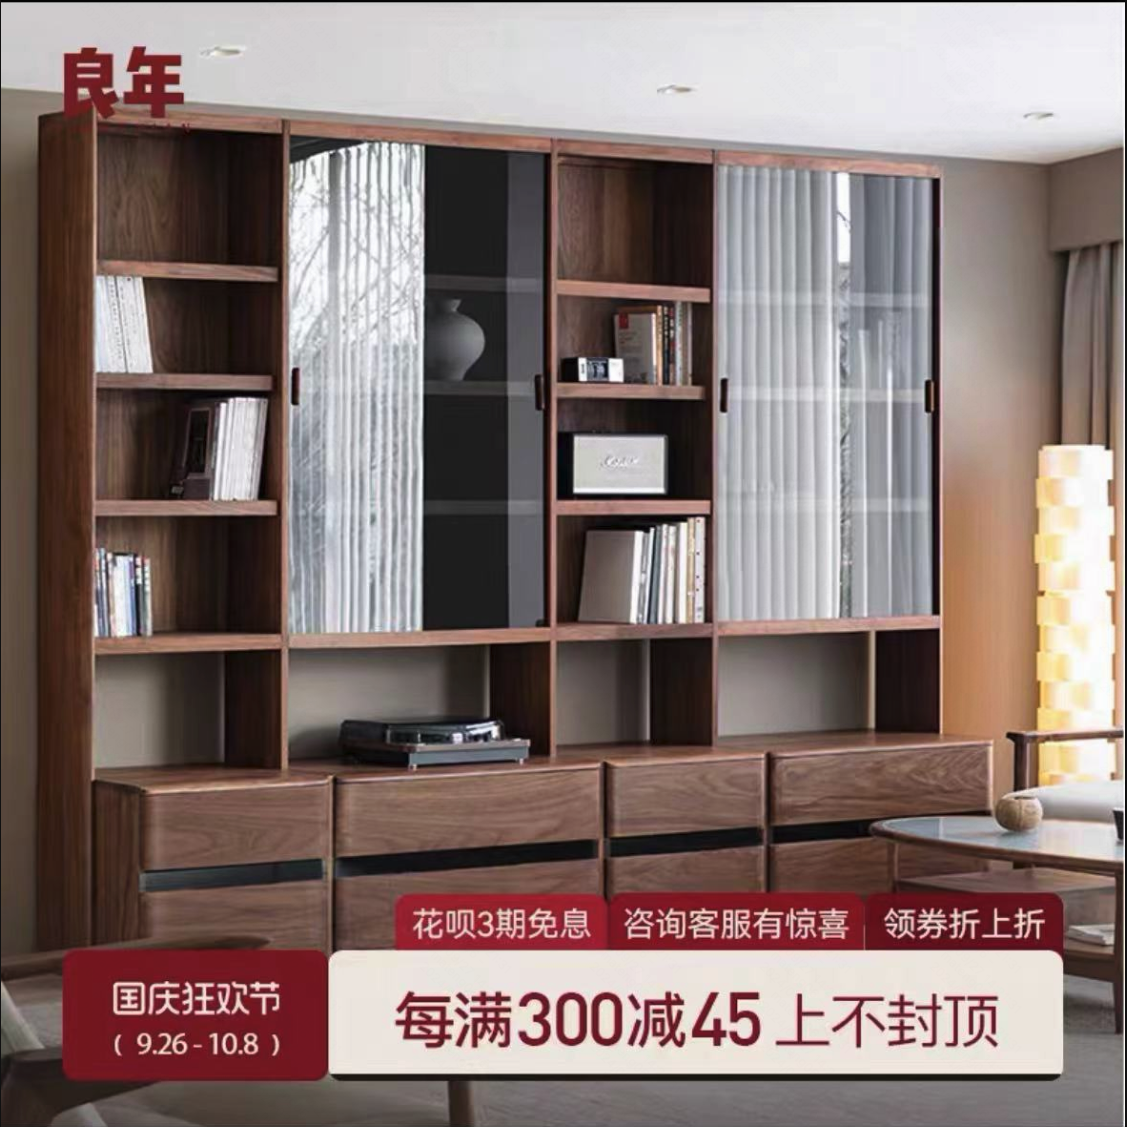 良年
花呗3期免息
咨询客服有惊喜
领券折上折
国庆狂欢节
( 9.26 - 10.8 )
每满300减45 上不封顶